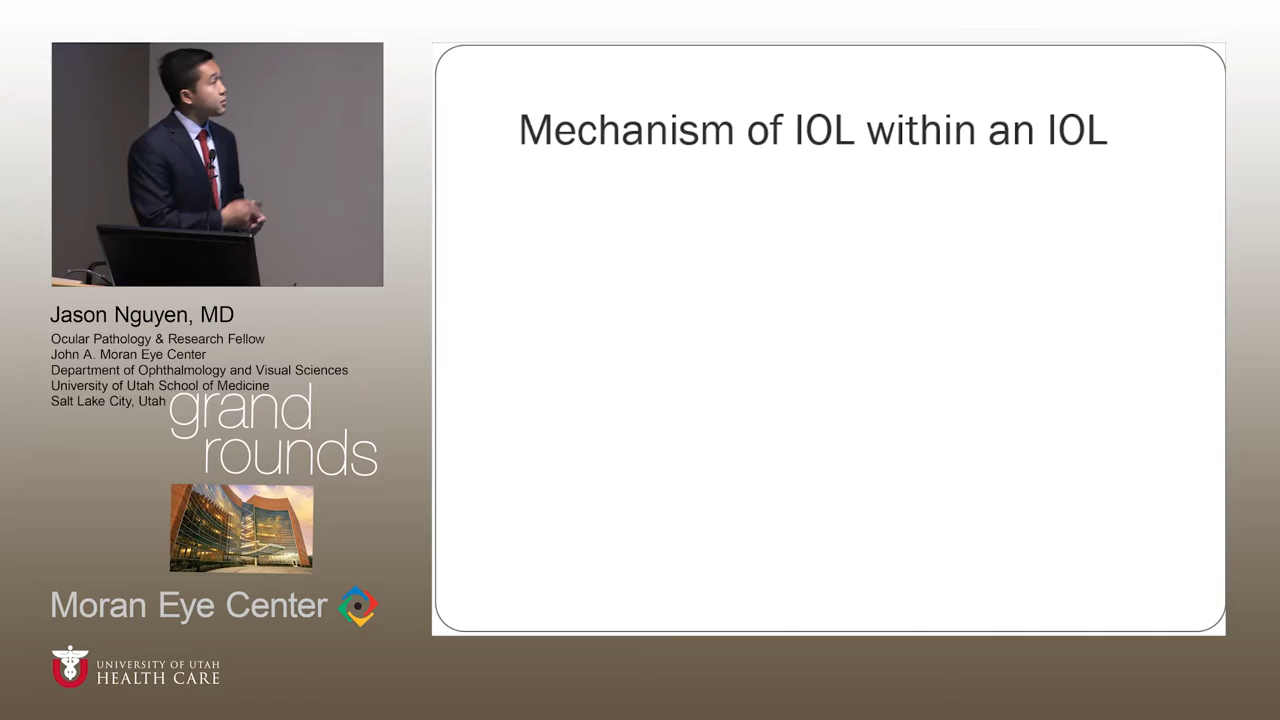 Mechanism of IOL within an IOL
Jason Nguyen, MD
Ocular Pathology & Research Fellow
John A. Moran Eye Center
Department of Ophthalmology and Visual Sciences
University of Utah School of Medicine
Salt Lake City, Utah
grand
rounds
Moran Eye Center
U
UNIVERSITY OF UTAH
HEALTH CARE